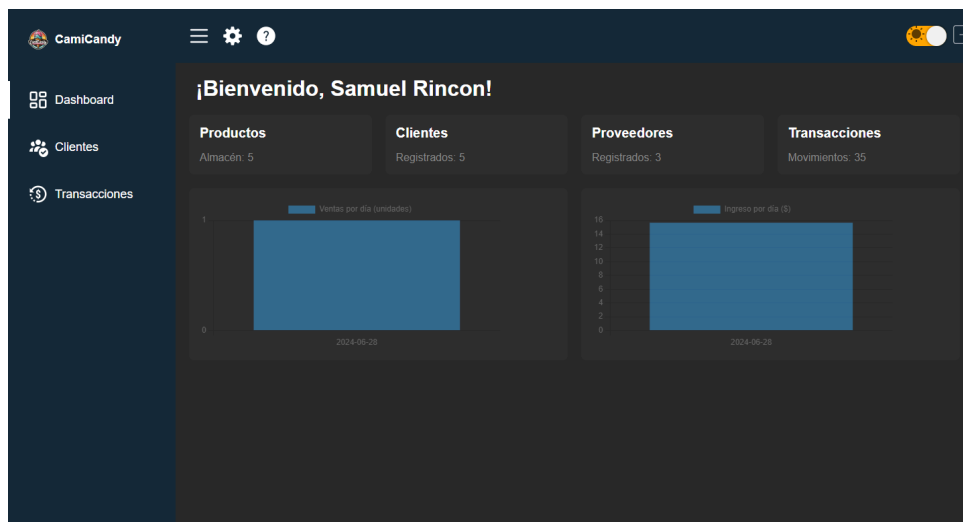 CamiCandy
?
Dashboard
Clientes
Transacciones
¡Bienvenido, Samuel Rincon!
Productos
Almacén: 5
Clientes
Registrados: 5
Proveedores
Registrados: 3
Transacciones
Movimientos: 35
Ventas por día (unidades)
1
0
2024-06-28
Ingreso por día ($)
16
14
12
10
8
6
4
2
0
2024-06-28